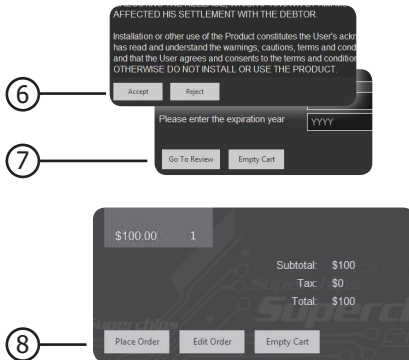 AFFECTED HIS SETTLEMENT WITH THE DEBTOR.
Installation or other use of the Product constitutes the User's ackn
has read and understand the warnings, cautions, terms and cond
and that the User agrees and consents to the terms and condition
OTHERWISE DO NOT INSTALL OR USE THE PRODUCT.
6
Accept Reject
Please enter the expiration year YYYY
7
Go To Review Empty Cart
$100.00 1
Subtotal: $100
Tax: $0
Total: $100
Superchips
8
Place Order Edit Order Empty Cart